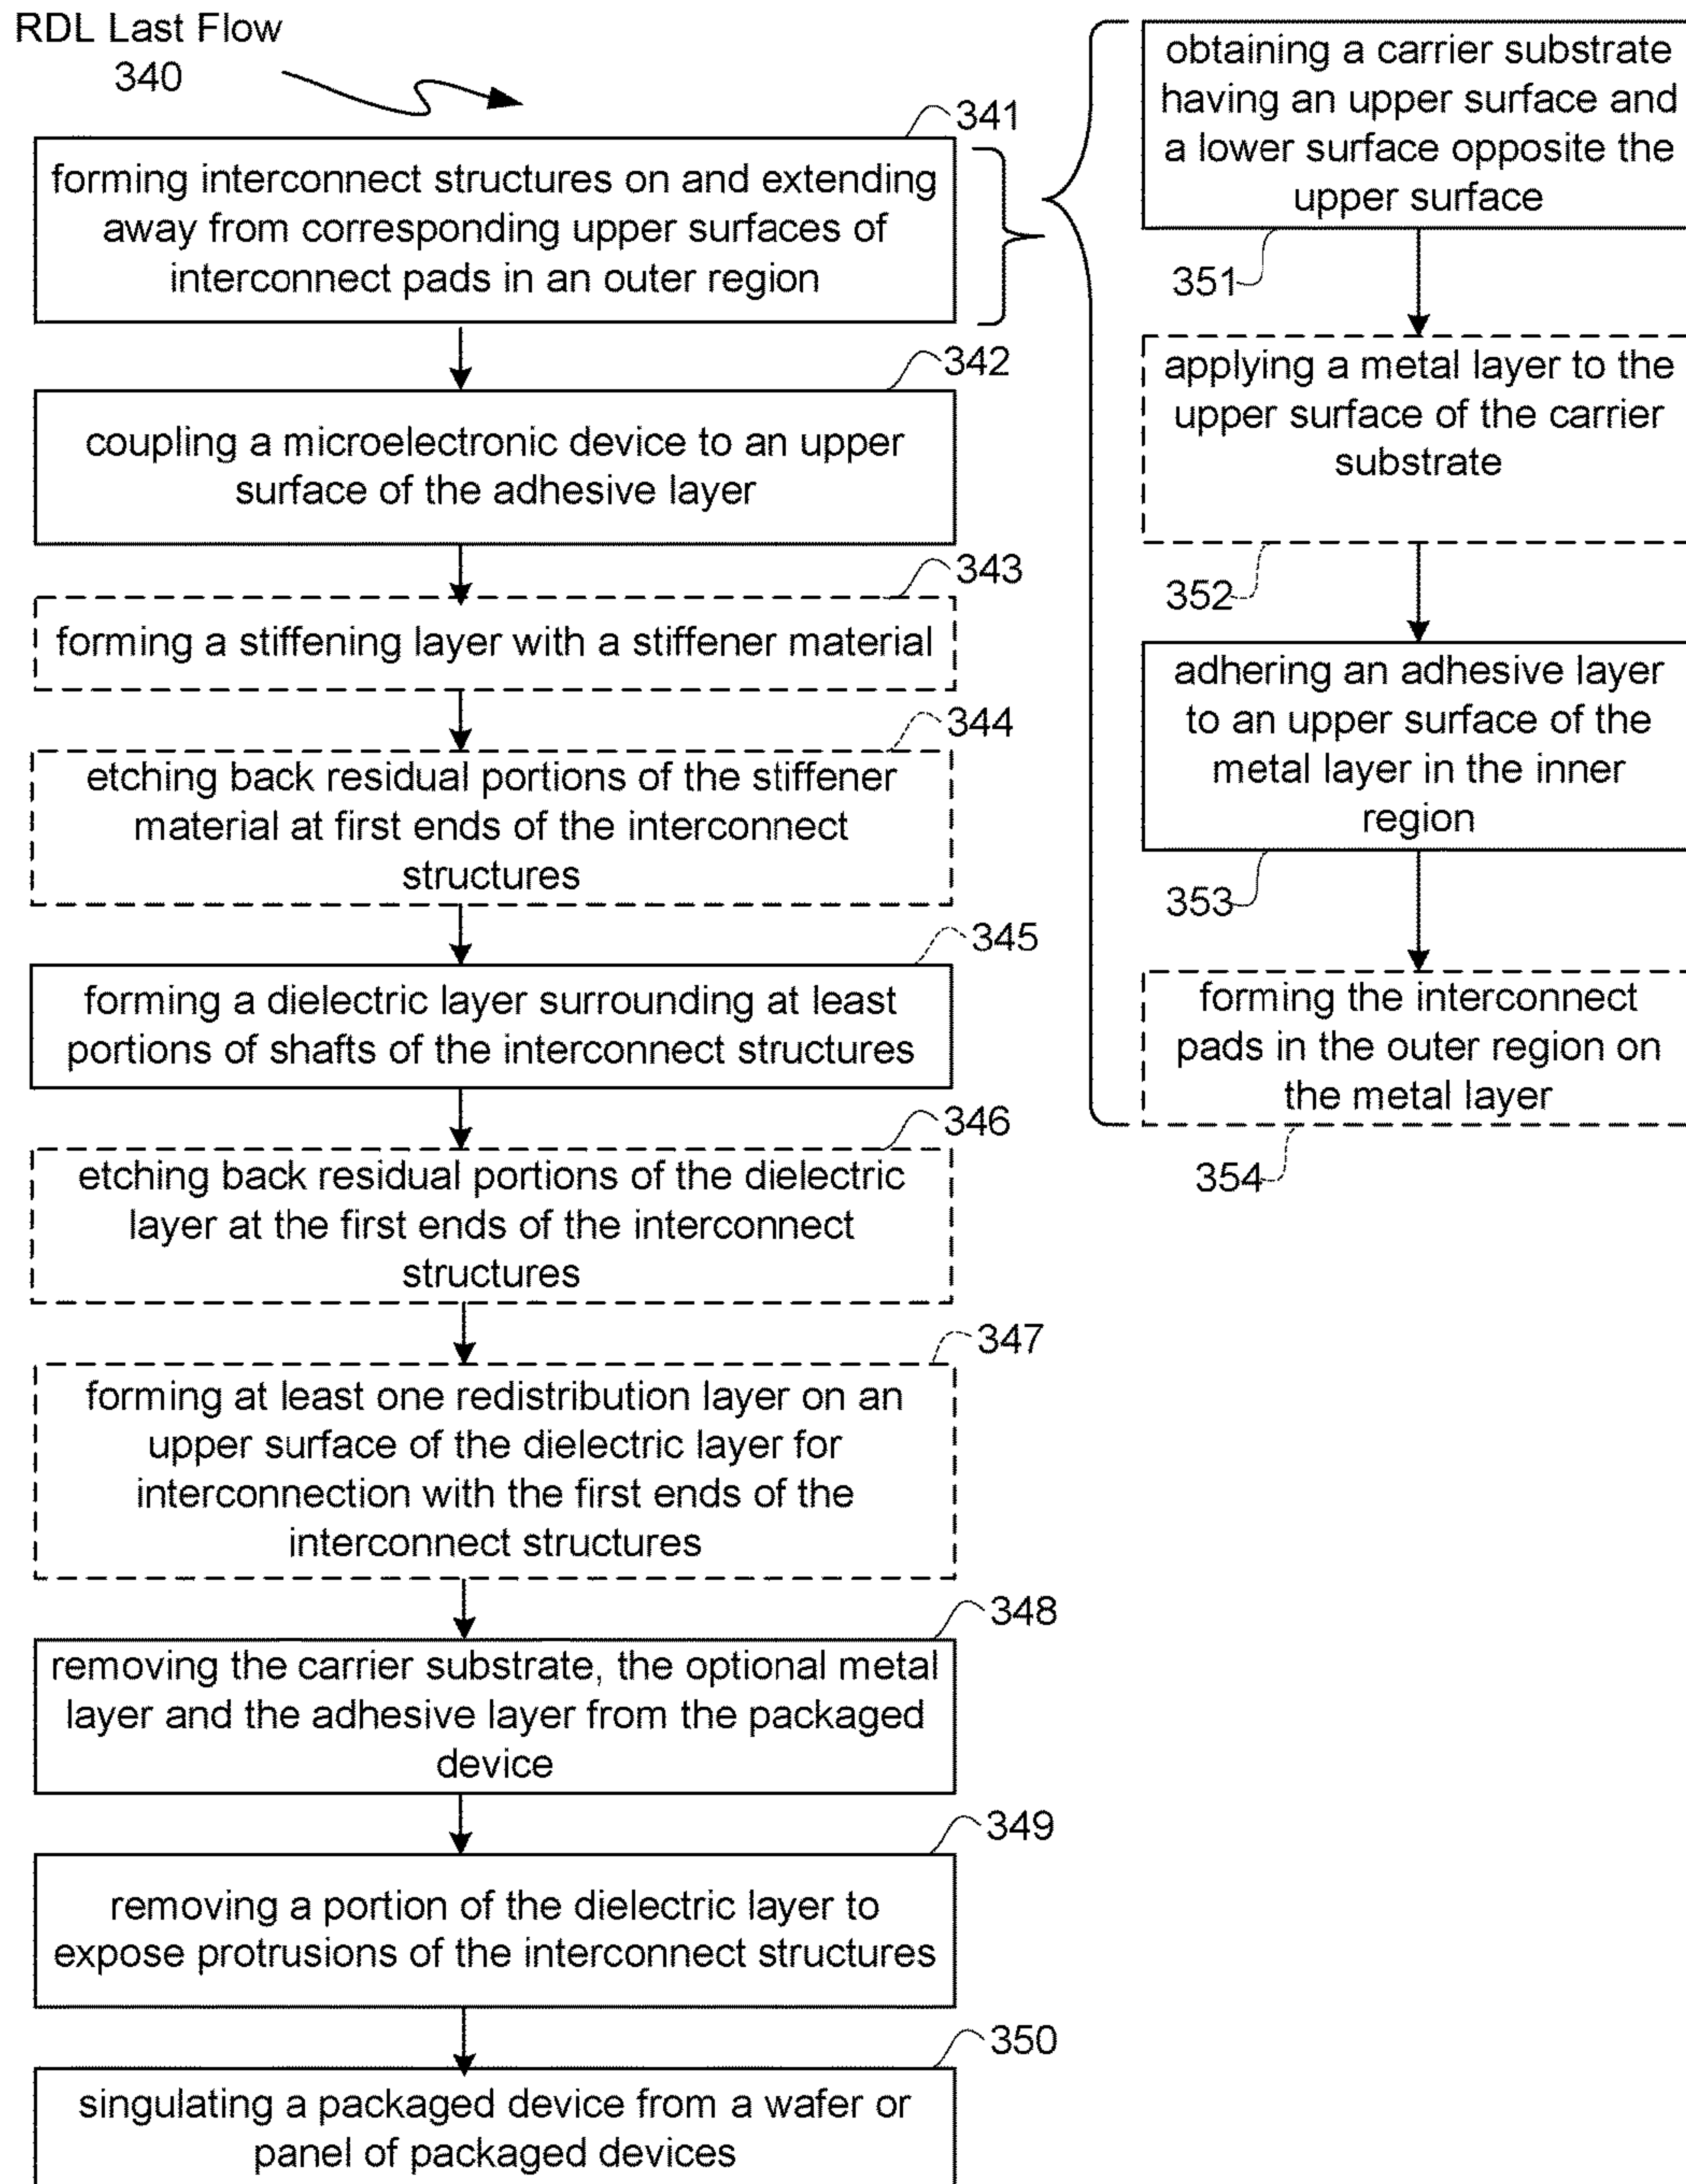 RDL Last Flow
340
341
forming interconnect structures on and extending
away from corresponding upper surfaces of
interconnect pads in an outer region
342
coupling a microelectronic device to an upper
surface of the adhesive layer
343
forming a stiffening layer with a stiffener material
344
etching back residual portions of the stiffener
material at first ends of the interconnect
structures
345
forming a dielectric layer surrounding at least
portions of shafts of the interconnect structures
346
etching back residual portions of the dielectric
layer at the first ends of the interconnect
structures
347
forming at least one redistribution layer on an
upper surface of the dielectric layer for
interconnection with the first ends of the
interconnect structures
348
removing the carrier substrate, the optional metal
layer and the adhesive layer from the packaged
device
349
removing a portion of the dielectric layer to
expose protrusions of the interconnect structures
350
singulating a packaged device from a wafer or
panel of packaged devices
obtaining a carrier substrate
having an upper surface and
a lower surface opposite the
upper surface
351
applying a metal layer to the
upper surface of the carrier
substrate
352
adhering an adhesive layer
to an upper surface of the
metal layer in the inner
region
353
forming the interconnect
pads in the outer region on
the metal layer
354